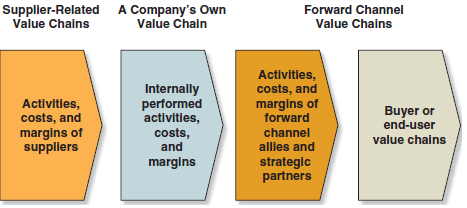 Supplier-Related
Value Chains
A Company's Own
Value Chain
Forward Channel
Value Chains
Activities,
costs, and
margins of
suppliers
Internally
performed
activities,
costs,
and
margins
Activities,
costs, and
margins of
forward
channel
allies and
strategic
partners
Buyer or
end-user
value chains